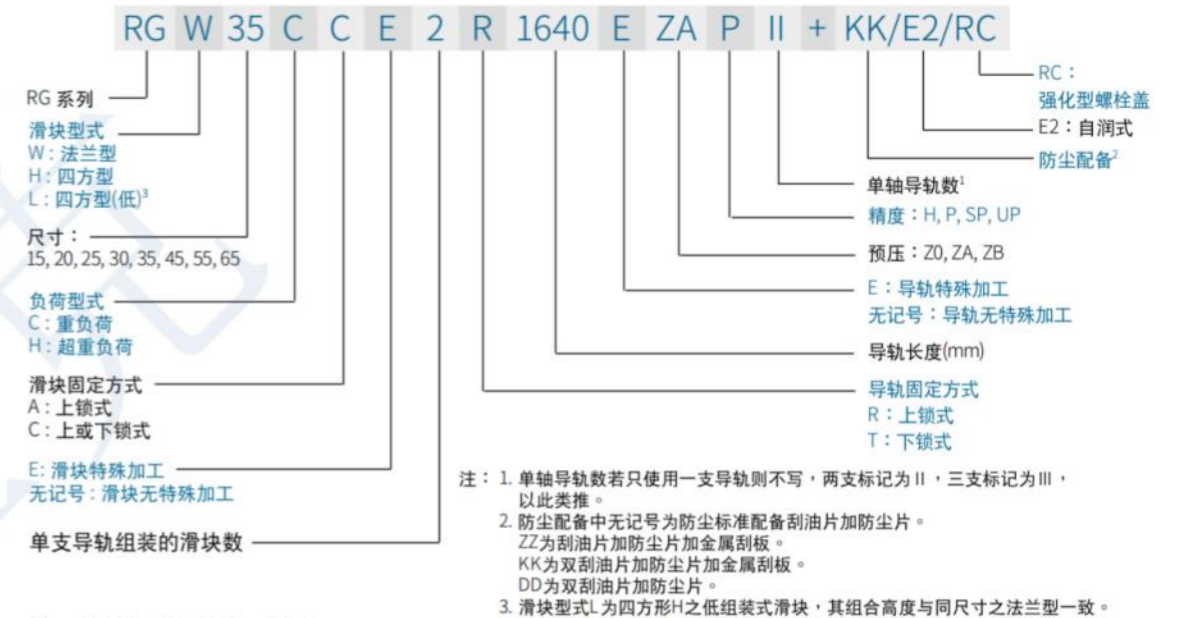 RG W 35 C C E 2 R 1640 E ZA P II + KK/E2/RC
RG 系列
滑块型式
W : 法兰型
H : 四方型
L : 四方型(低)³
尺寸：
15, 20, 25, 30, 35, 45, 55, 65
负荷型式
C : 重负荷
H : 超重负荷
滑块固定方式
A : 上锁式
C : 上或下锁式
E: 滑块特殊加工
无记号 : 滑块无特殊加工
单支导轨组装的滑块数
RC：
强化型螺栓盖
E2：自润式
防尘配备²
单轴导轨数¹
精度：H, P, SP, UP
预压：Z0, ZA, ZB
E：导轨特殊加工
无记号：导轨无特殊加工
导轨长度(mm)
导轨固定方式
R：上锁式
T：下锁式
注： 1. 单轴导轨数若只使用一支导轨则不写，两支标记为 II ，三支标记为 III，
以此类推。
2. 防尘配备中无记号为防尘标准配备刮油片加防尘片。
ZZ为刮油片加防尘片加金属刮板。
KK为双刮油片加防尘片加金属刮板。
DD为双刮油片加防尘片。
3. 滑块型式L 为四方形H之低组装式滑块，其组合高度与同尺寸之法兰型一致。